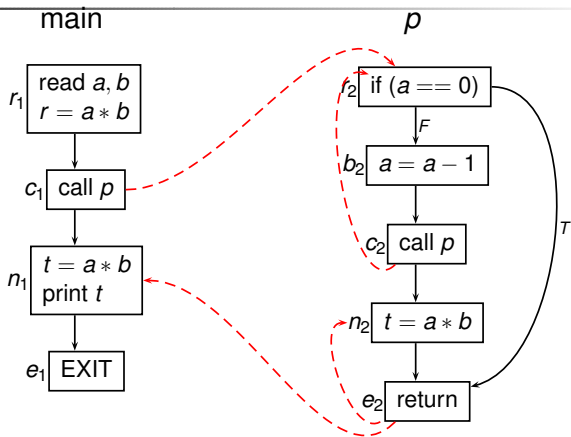 main
r1
read a, b
r = a * b
c1
call p
n1
t = a * b
print t
e1
EXIT
p
r2
if (a == 0)
F
b2
a = a − 1
c2
call p
T
n2
t = a * b
e2
return